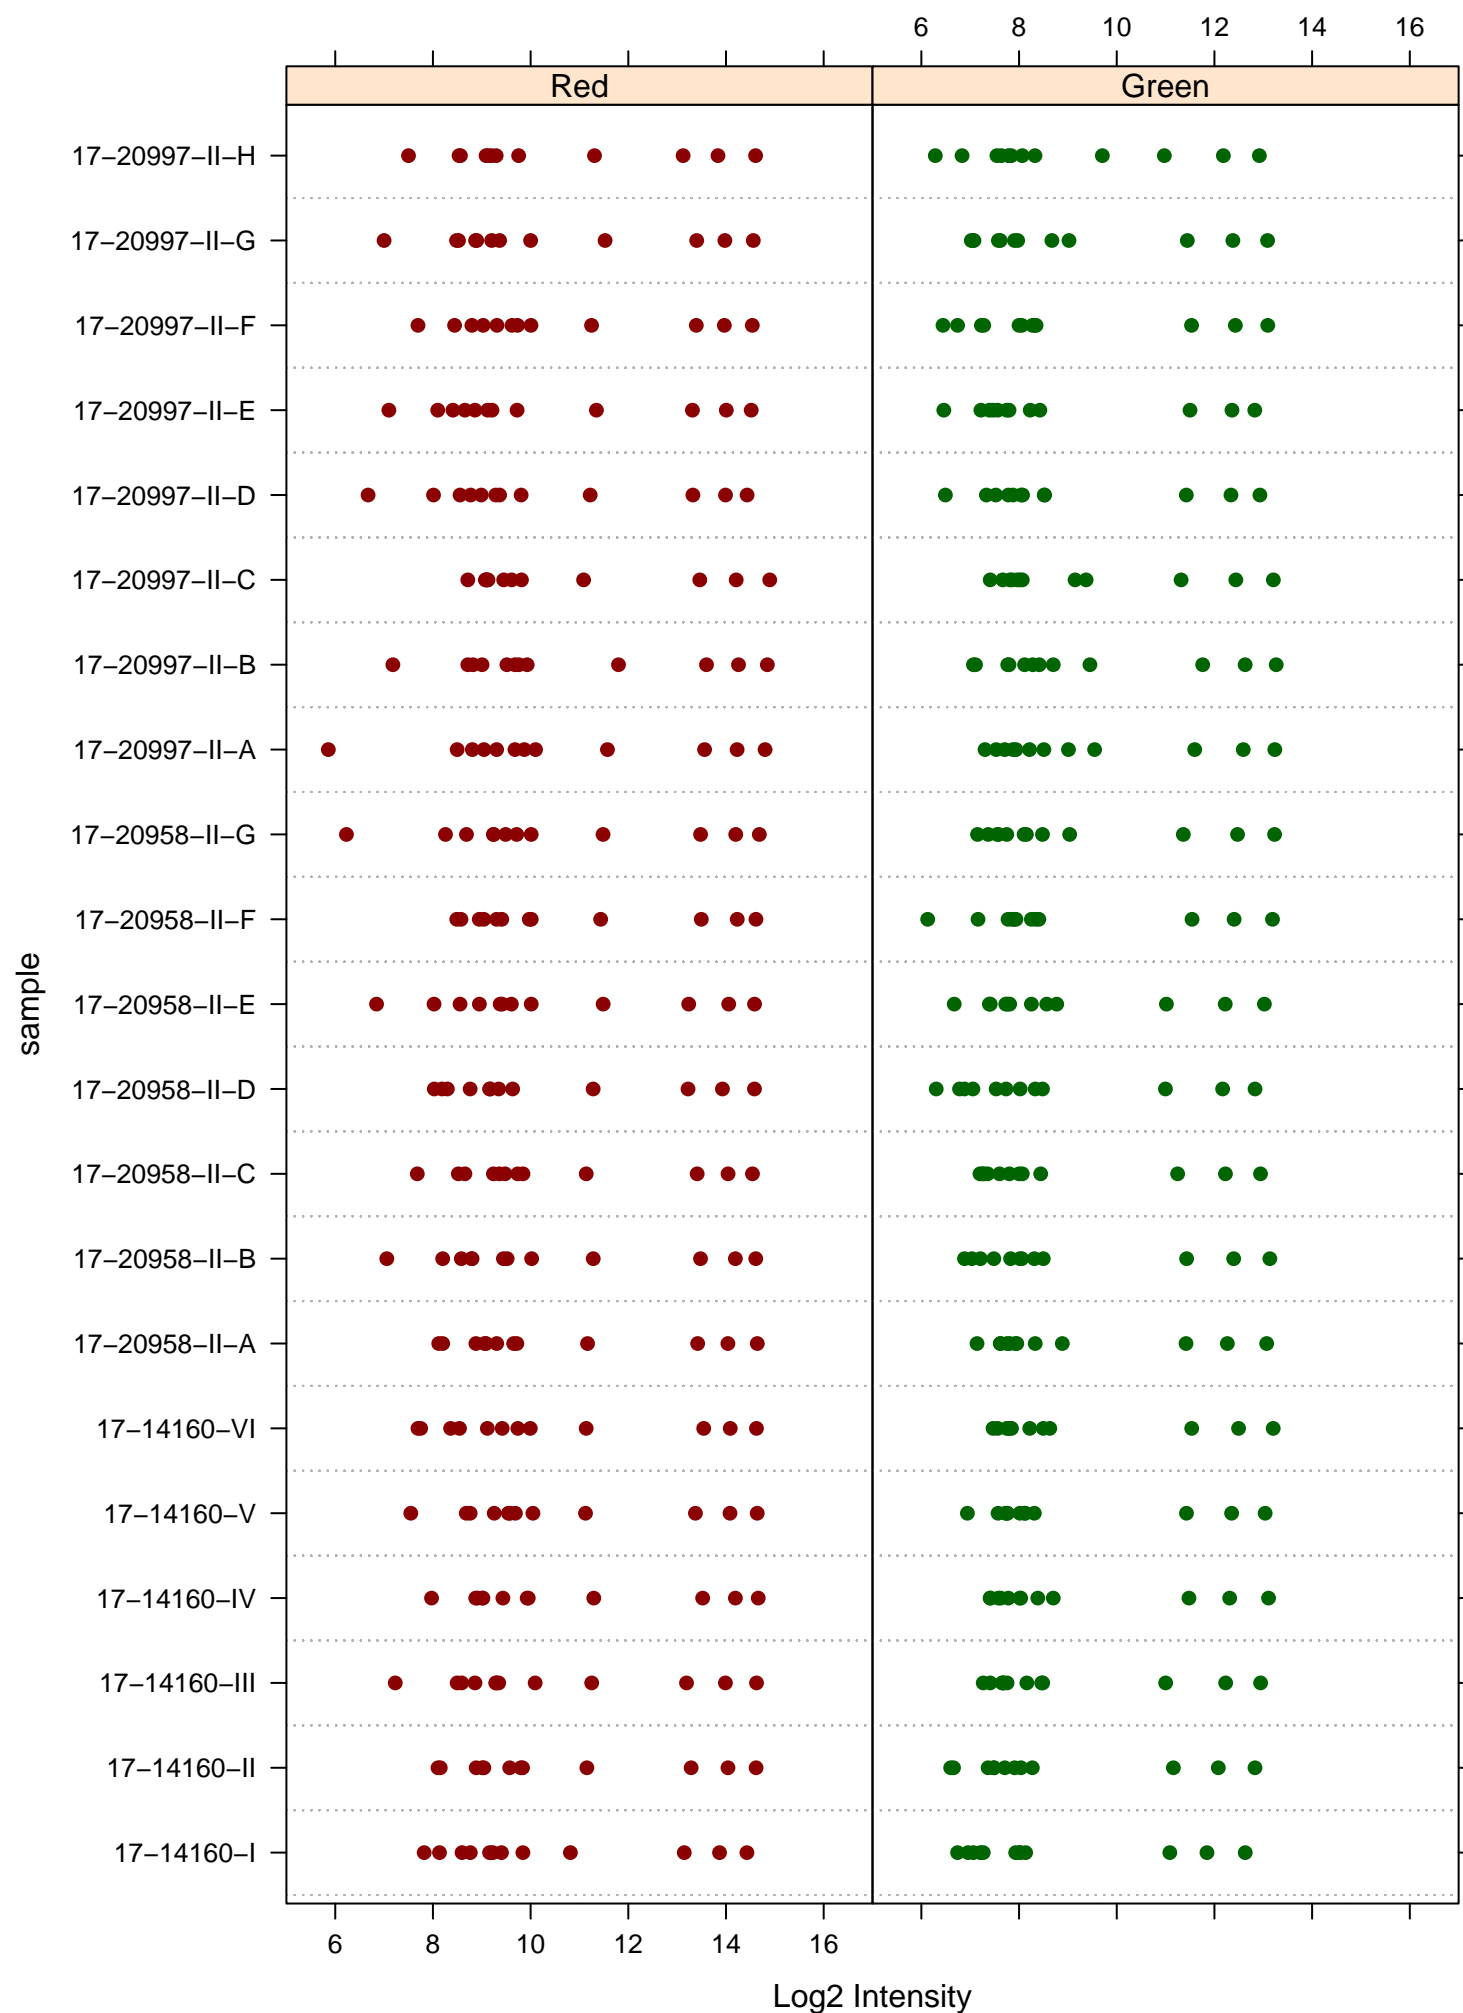 6 8 10 12 14 16
Red Green
17−20997−II−H
17−20997−II−G
17−20997−II−F
17−20997−II−E
17−20997−II−D
17−20997−II−C
17−20997−II−B
17−20997−II−A
17−20958−II−G
17−20958−II−F
17−20958−II−E
17−20958−II−D
17−20958−II−C
17−20958−II−B
17−20958−II−A
17−14160−VI
17−14160−V
17−14160−IV
17−14160−III
17−14160−II
17−14160−I
sample
6 8 10 12 14 16
Log2 Intensity